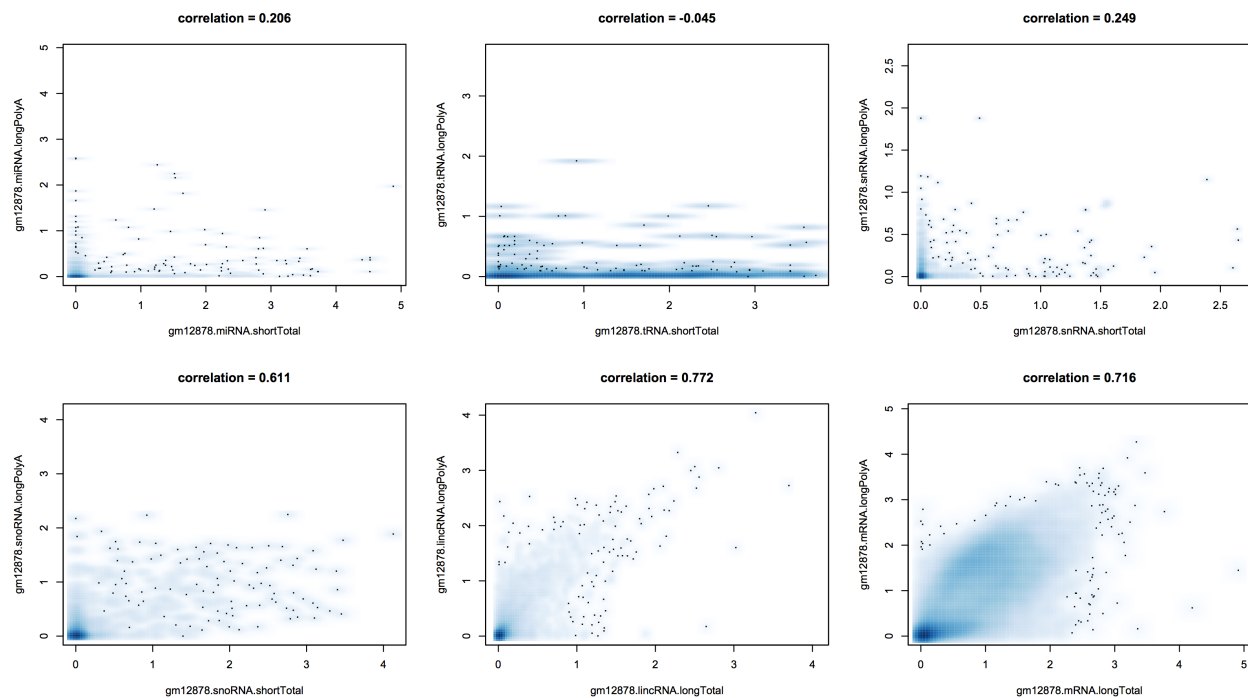 correlation = 0.206
gm12878.miRNA.longPolyA
5
4
3
2
1
0
0 1 2 3 4 5
gm12878.miRNA.shortTotal
correlation = -0.045
gm12878.tRNA.longPolyA
3
2
1
0
0 1 2 3
gm12878.tRNA.shortTotal
correlation = 0.249
gm12878.snRNA.longPolyA
2.5
2.0
1.5
1.0
0.5
0.0
0.0 0.5 1.0 1.5 2.0 2.5
gm12878.snRNA.shortTotal
correlation = 0.611
gm12878.snoRNA.longPolyA
4
3
2
1
0
0 1 2 3 4
gm12878.snoRNA.shortTotal
correlation = 0.772
gm12878.lincRNA.longPolyA
4
3
2
1
0
0 1 2 3 4
gm12878.lincRNA.longTotal
correlation = 0.716
gm12878.mRNA.longPolyA
5
4
3
2
1
0
0 1 2 3 4 5
gm12878.mRNA.longTotal